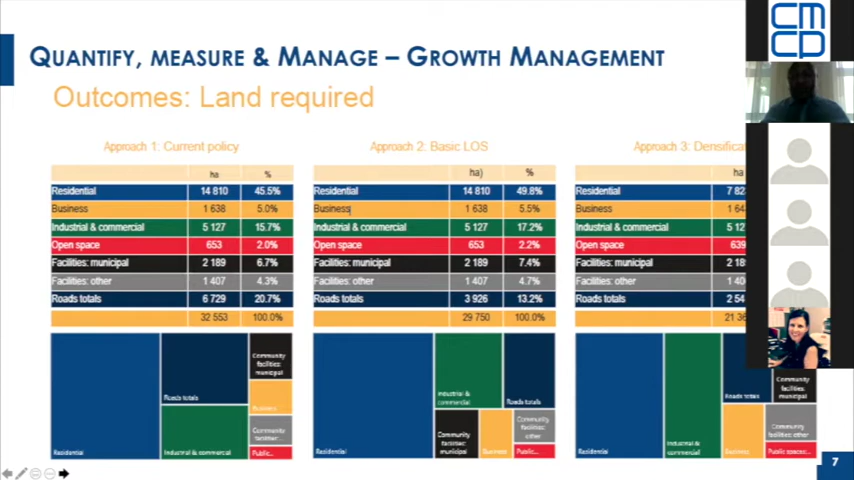 cmcp
QUANTIFY, MEASURE & MANAGE – GROWTH MANAGEMENT
Outcomes: Land required
Approach 1: Current policy
ha %
Residential 14 810 45.5%
Business 1 638 5.0%
Industrial & commercial 5 127 15.7%
Open space 653 2.0%
Facilities: municipal 2 189 6.7%
Facilities: other 1 407 4.3%
Roads totals 6 729 20.7%
32 553 100.0%
Residential
Roads totals
Industrial & commercial
Community
facilities:
municipal
Business
Community
facilities:...
Public...
Approach 2: Basic LOS
ha) %
Residential 14 810 49.8%
Business 1 638 5.5%
Industrial & commercial 5 127 17.2%
Open space 653 2.2%
Facilities: municipal 2 189 7.4%
Facilities: other 1 407 4.7%
Roads totals 3 926 13.2%
29 750 100.0%
Residential
Industrial &
commercial
Roads totals
Community
facilities:
municipal
Business
Community
facilities:
other
Public...
Approach 3: Densificat
ha
Residential 7 82
Business 1 64
Industrial & commercial 5 12
Open space 639
Facilities: municipal 2 18
Facilities: other 1 40
Roads totals 2 54
21 36
Residential
Industrial &
commercial
Roads totals
Community
facilities:
municipal
Business
Community
facilities: other
Public spaces:...
7